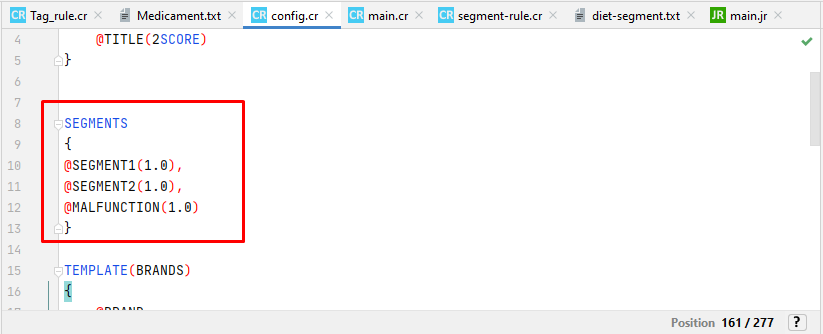 CR Tag_rule.cr Medicament.txt CR config.cr CR main.cr CR segment-rule.cr diet-segment.txt JR main.jr
4 @TITLE(2SCORE)
5 }
6
7
8 SEGMENTS
9 {
10 @SEGMENT1(1.0),
11 @SEGMENT2(1.0),
12 @MALFUNCTION(1.0)
13 }
14
15 TEMPLATE(BRANDS)
16 {
@BRAND
Position 161 / 277 ?